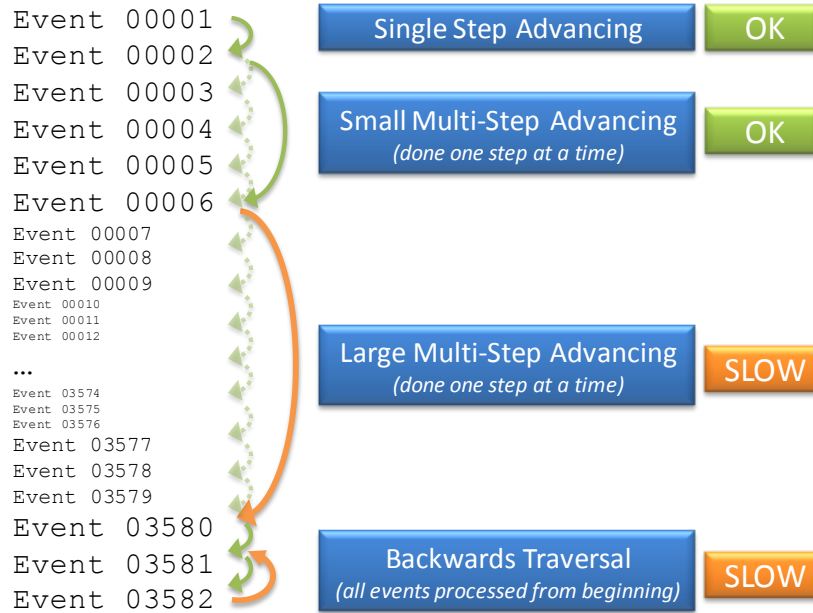 Event 00001
Event 00002
Event 00003
Event 00004
Event 00005
Event 00006
Event 00007
Event 00008
Event 00009
Event 00010
Event 00011
Event 00012
...
Event 03574
Event 03575
Event 03576
Event 03577
Event 03578
Event 03579
Event 03580
Event 03581
Event 03582
Single Step Advancing
OK
Small Multi-Step Advancing
(done one step at a time)
OK
Large Multi-Step Advancing
(done one step at a time)
SLOW
Backwards Traversal
(all events processed from beginning)
SLOW